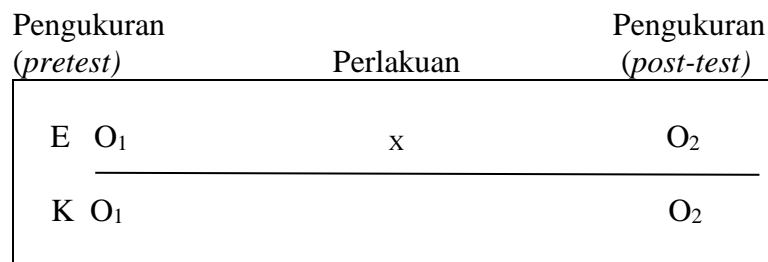 Pengukuran Pengukuran
(pretest) Perlakuan (post-test)
E O₁ x O₂
K O₁ O₂